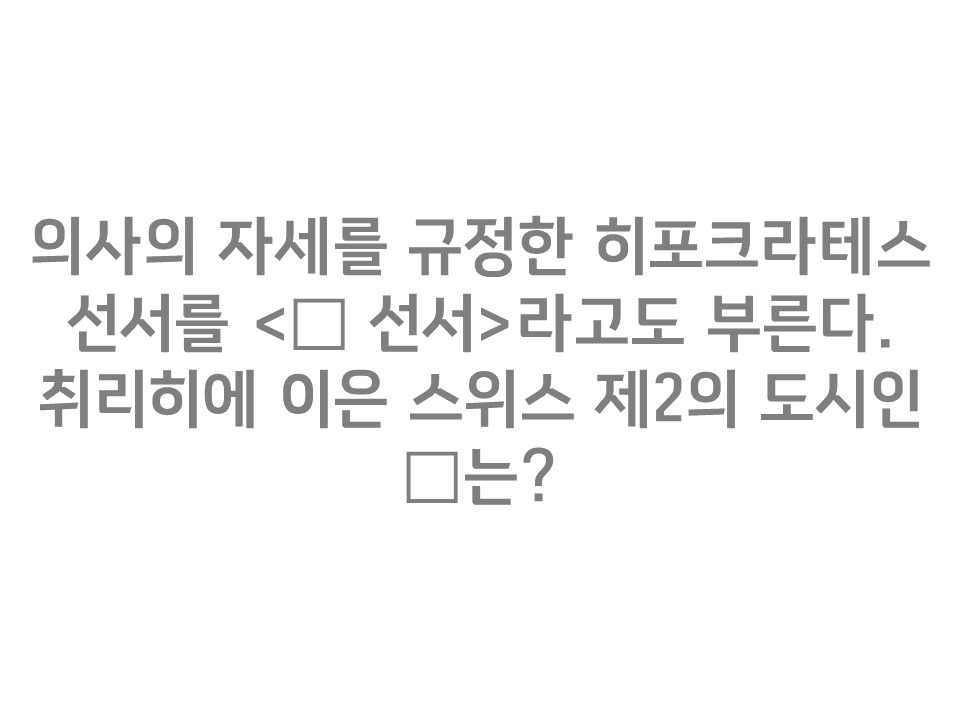 의사의 자세를 규정한 히포크라테스
선서를 <□ 선서>라고도 부른다.
취리히에 이은 스위스 제2의 도시인
□는?